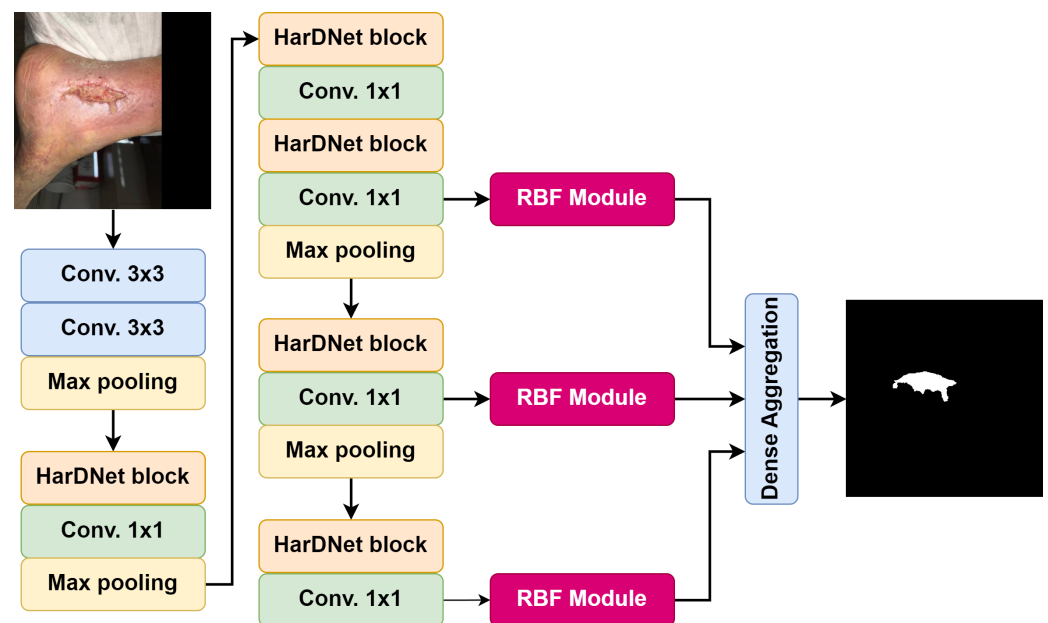 Conv. 3x3
Conv. 3x3
Max pooling
HarDNet block
Conv. 1x1
Max pooling
HarDNet block
Conv. 1x1
HarDNet block
Conv. 1x1
Max pooling
HarDNet block
Conv. 1x1
Max pooling
HarDNet block
Conv. 1x1
RBF Module
RBF Module
RBF Module
Dense Aggregation